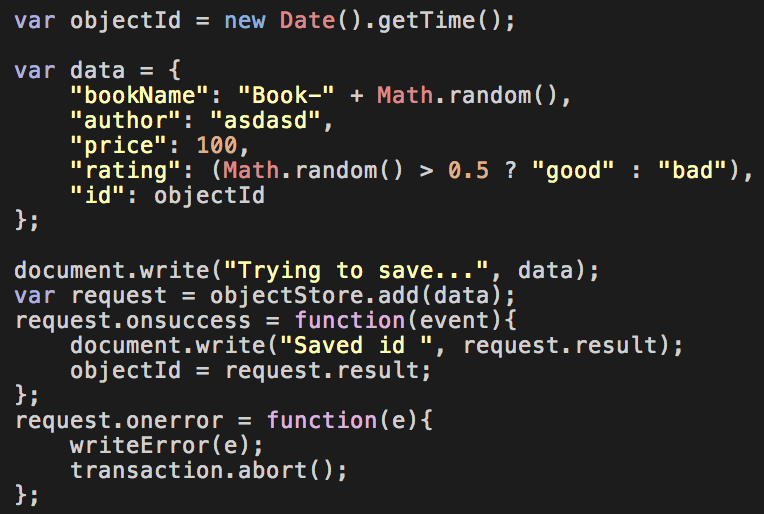 var objectId = new Date().getTime();

var data = {
    "bookName": "Book-" + Math.random(),
    "author": "asdasd",
    "price": 100,
    "rating": (Math.random() > 0.5 ? "good" : "bad"),
    "id": objectId
};

document.write("Trying to save...", data);
var request = objectStore.add(data);
request.onsuccess = function(event){
    document.write("Saved id ", request.result);
    objectId = request.result;
};
request.onerror = function(e){
    writeError(e);
    transaction.abort();
};